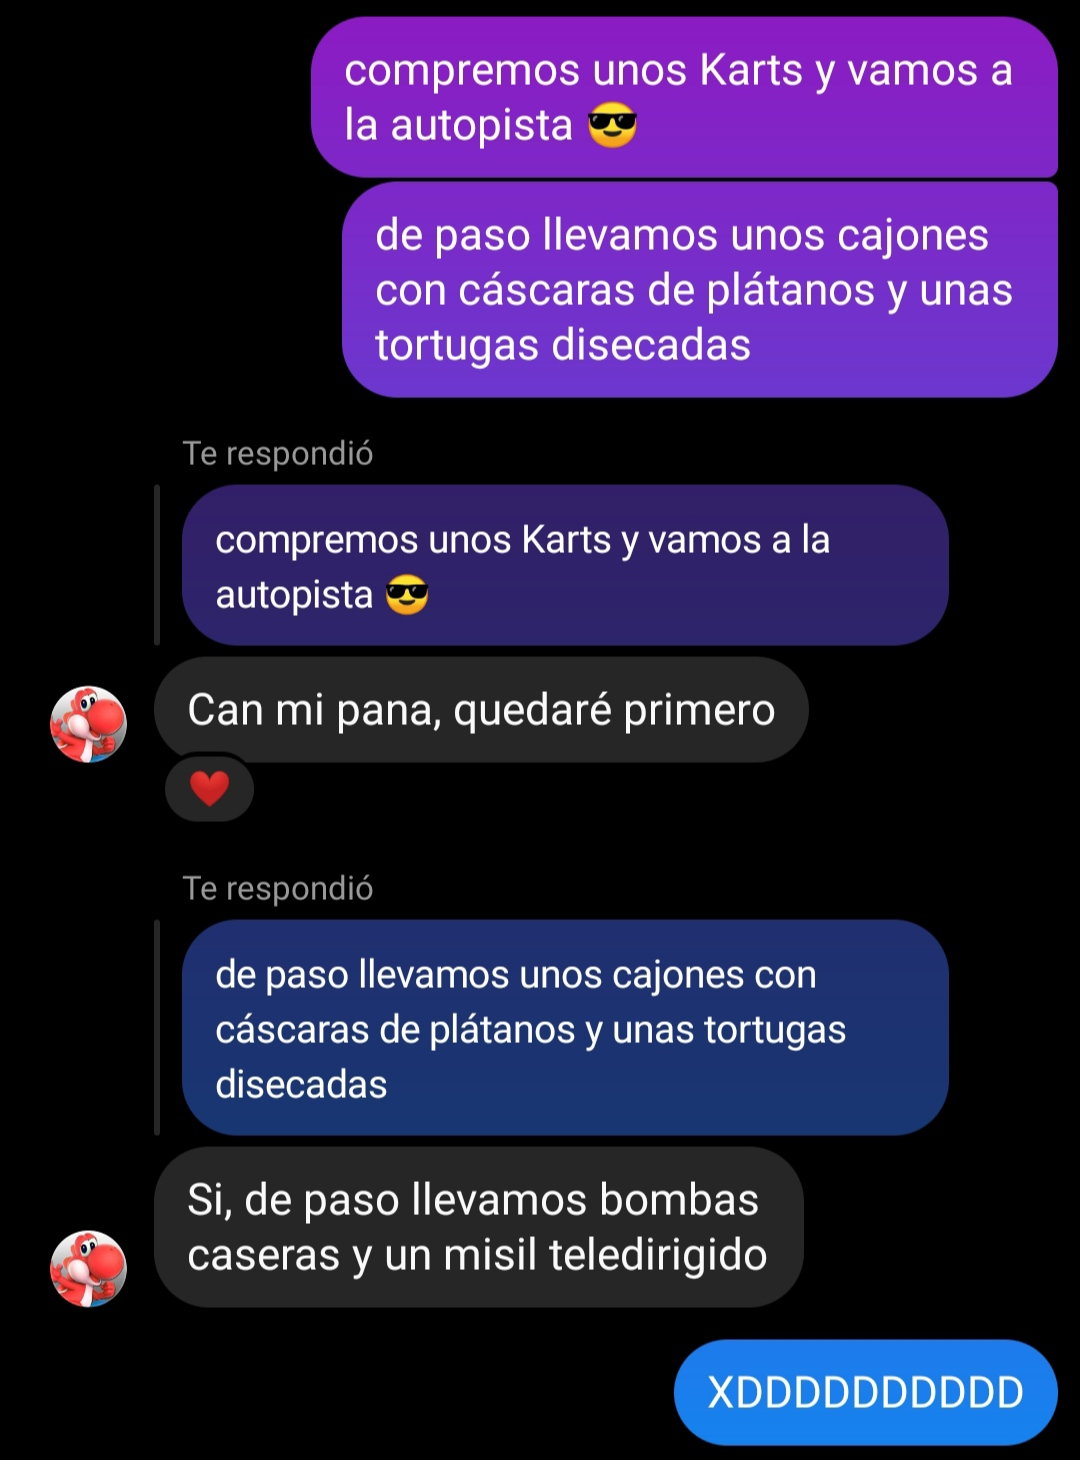 compremos unos Karts y vamos a
la autopista 😎
de paso llevamos unos cajones
con cáscaras de plátanos y unas
tortugas disecadas
Te respondió
compremos unos Karts y vamos a la
autopista 😎
Can mi pana, quedaré primero
❤️
Te respondió
de paso llevamos unos cajones con
cáscaras de plátanos y unas tortugas
disecadas
Si, de paso llevamos bombas
caseras y un misil teledirigido
XDDDDDDDDDD